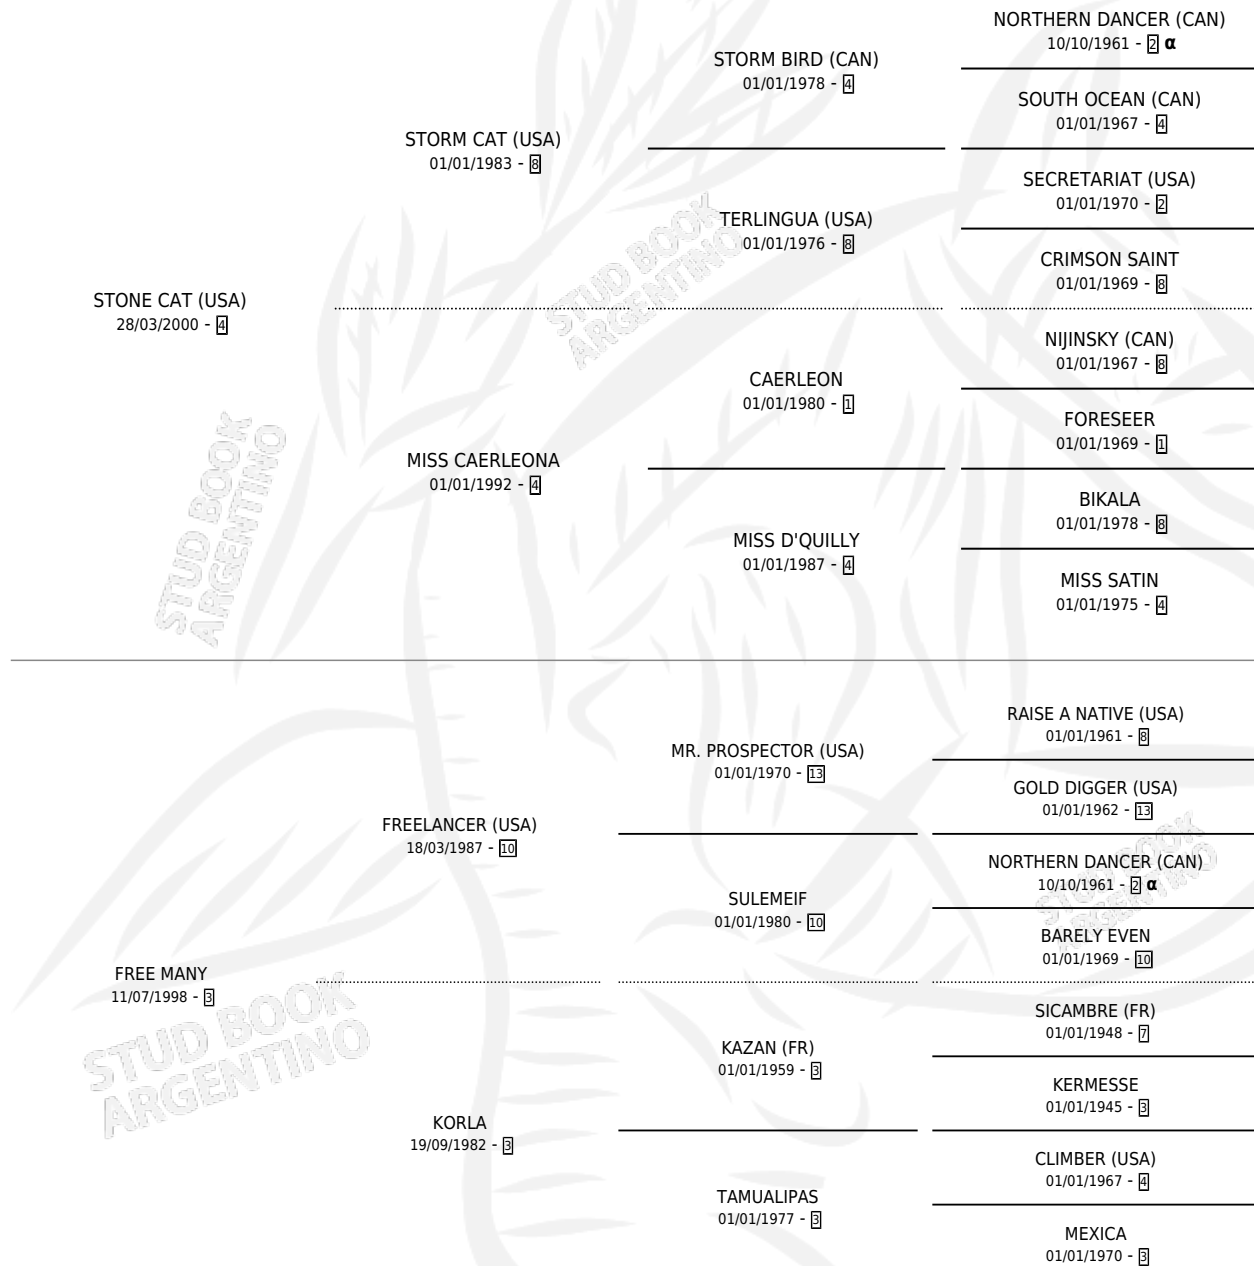 NORTHERN DANCER (CAN)
10/10/1961 - 2 α
STORM BIRD (CAN)
01/01/1978 - 4
SOUTH OCEAN (CAN)
01/01/1967 - 4
STORM CAT (USA)
01/01/1983 - 8
SECRETARIAT (USA)
01/01/1970 - 2
TERLINGUA (USA)
01/01/1976 - 8
CRIMSON SAINT
01/01/1969 - 8
STONE CAT (USA)
28/03/2000 - 4
NIJINSKY (CAN)
01/01/1967 - 8
CAERLEON
01/01/1980 - 1
FORESEER
01/01/1969 - 1
MISS CAERLEONA
01/01/1992 - 4
BIKALA
01/01/1978 - 8
MISS D'QUILLY
01/01/1987 - 4
MISS SATIN
01/01/1975 - 4
RAISE A NATIVE (USA)
01/01/1961 - 8
MR. PROSPECTOR (USA)
01/01/1970 - 13
GOLD DIGGER (USA)
01/01/1962 - 13
FREELANCER (USA)
18/03/1987 - 10
NORTHERN DANCER (CAN)
10/10/1961 - 2 α
SULEMEIF
01/01/1980 - 10
BARELY EVEN
01/01/1969 - 10
FREE MANY
11/07/1998 - 3
SICAMBRE (FR)
01/01/1948 - 7
KAZAN (FR)
01/01/1959 - 3
KERMESSE
01/01/1945 - 3
KORLA
19/09/1982 - 3
CLIMBER (USA)
01/01/1967 - 4
TAMUALIPAS
01/01/1977 - 3
MEXICA
01/01/1970 - 3
STUD BOOK
ARGENTINO
STUD BOOK
ARGENTINO
STUD BOOK
ARGENTINO
STUD BOOK
ARGENTINO